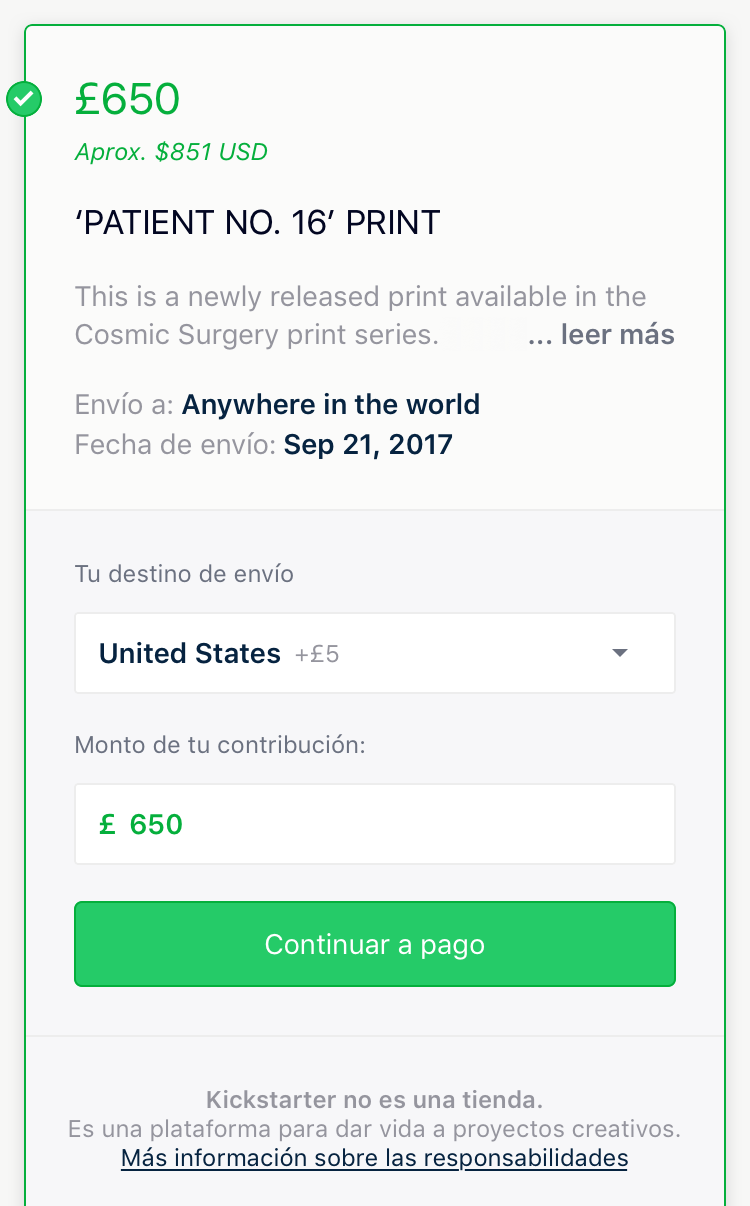 £650
Aprox. $851 USD
‘PATIENT NO. 16’ PRINT
This is a newly released print available in the
Cosmic Surgery print series. ... leer más
Envío a: Anywhere in the world
Fecha de envío: Sep 21, 2017
Tu destino de envío
United States +£5
Monto de tu contribución:
£ 650
Continuar a pago
Kickstarter no es una tienda.
Es una plataforma para dar vida a proyectos creativos.
Más información sobre las responsabilidades